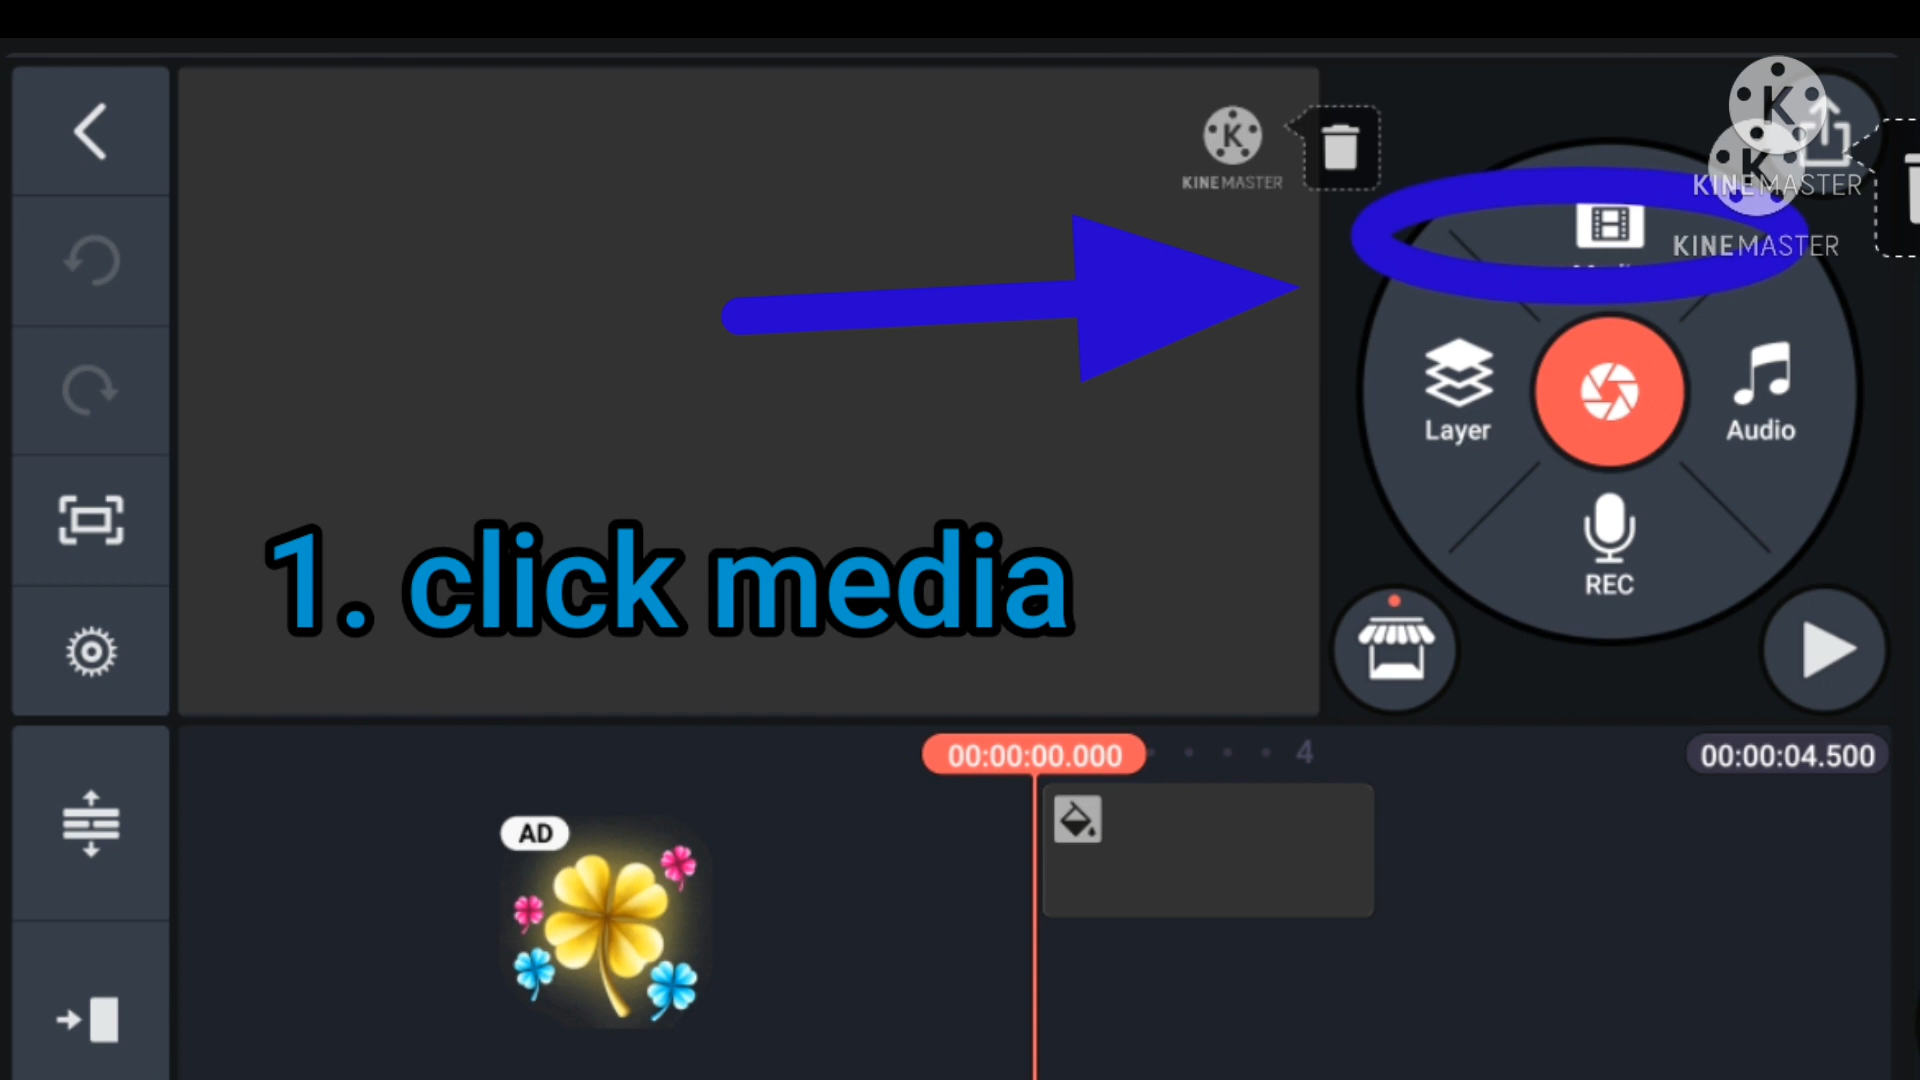 KINEMASTER
KINEMASTER
KINEMASTER
Layer
Audio
REC
1. click media
00:00:00.000
4
00:00:04.500
AD